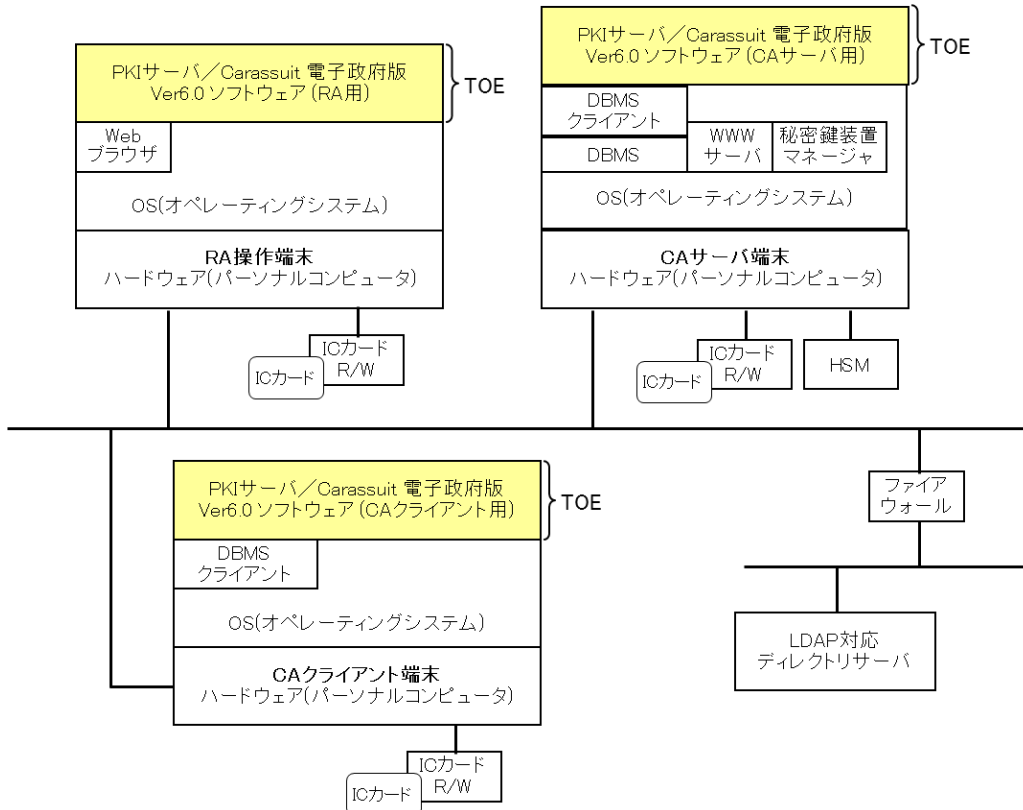 PKIサーバ／Carassuit 電子政府版
Ver6.0 ソフトウェア（RA用）
TOE
Web
ブラウザ
OS(オペレーティングシステム)
RA操作端末
ハードウェア(パーソナルコンピュータ)
ICカード
R/W
ICカード
PKIサーバ／Carassuit 電子政府版
Ver6.0 ソフトウェア（CAサーバ用）
TOE
DBMS
クライアント
DBMS
WWW
サーバ
秘密鍵装置
マネージャ
OS(オペレーティングシステム)
CAサーバ端末
ハードウェア(パーソナルコンピュータ)
ICカード
R/W
ICカード
HSM
PKIサーバ／Carassuit 電子政府版
Ver6.0 ソフトウェア（CAクライアント用）
TOE
DBMS
クライアント
OS(オペレーティングシステム)
CAクライアント端末
ハードウェア(パーソナルコンピュータ)
ICカード
R/W
ICカード
ファイア
ウォール
LDAP対応
ディレクトリサーバ